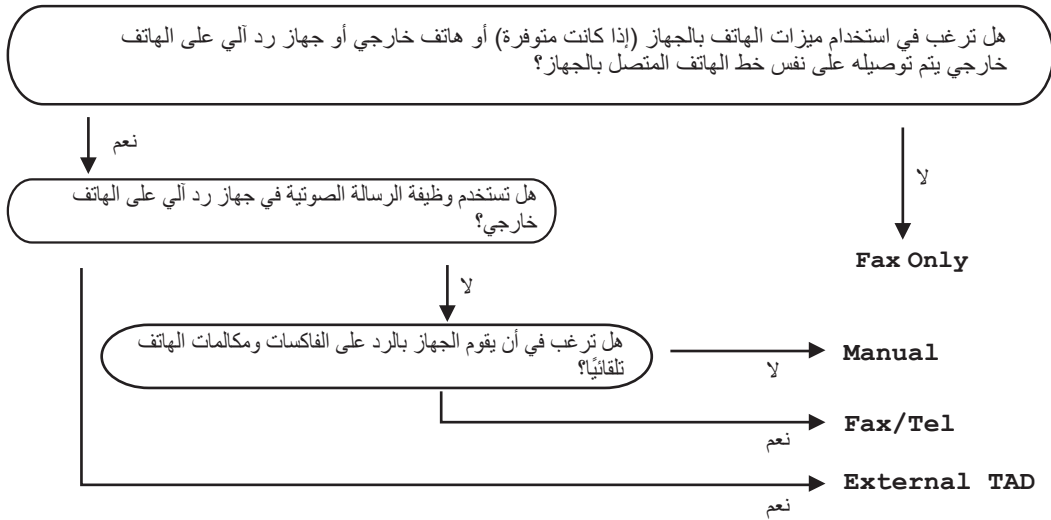 هل ترغب في استخدام ميزات الهاتف بالجهاز (إذا كانت متوفرة) أو هاتف خارجي أو جهاز رد آلي على الهاتف
خارجي يتم توصيله على نفس خط الهاتف المتصل بالجهاز؟
نعم
لا
هل تستخدم وظيفة الرسالة الصوتية في جهاز رد آلي على الهاتف
خارجي؟
Fax Only
لا
هل ترغب في أن يقوم الجهاز بالرد على الفاكسات ومكالمات الهاتف
تلقائيًا؟
Manual
لا
Fax/Tel
نعم
External TAD
نعم